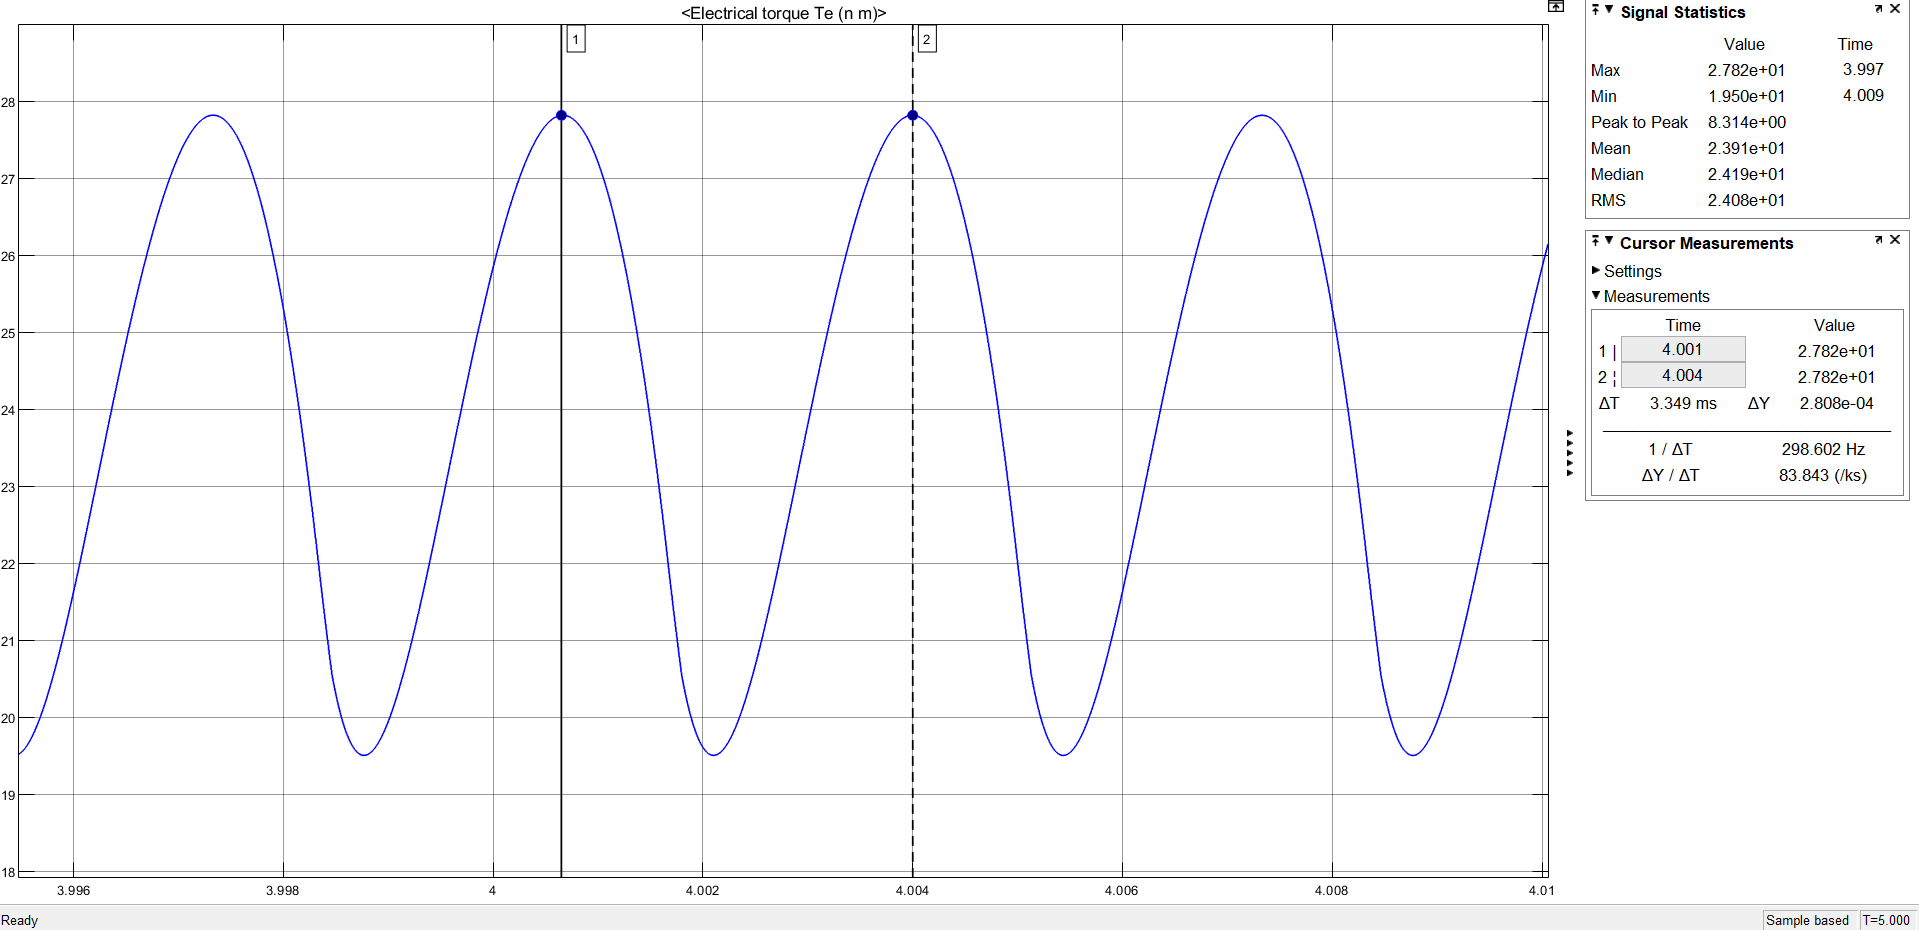 <Electrical torque Te (n m)>
1
2
28
27
26
25
24
23
22
21
20
19
18
3.996 3.998 4 4.002 4.004 4.006 4.008 4.01
Signal Statistics
Value Time
Max 2.782e+01 3.997
Min 1.950e+01 4.009
Peak to Peak 8.314e+00
Mean 2.391e+01
Median 2.419e+01
RMS 2.408e+01
Cursor Measurements
Settings
Measurements
Time Value
1 | 4.001 2.782e+01
2 ¦ 4.004 2.782e+01
ΔT 3.349 ms ΔY 2.808e-04
1 / ΔT 298.602 Hz
ΔY / ΔT 83.843 (/ks)
Ready Sample based T=5.000